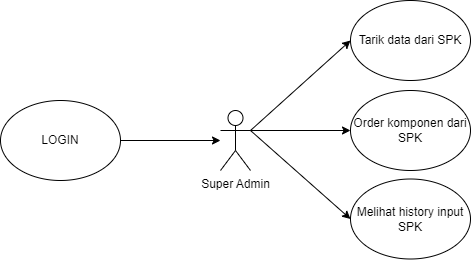 Tarik data dari SPK
Order komponen dari
SPK
LOGIN
Super Admin
Melihat history input
SPK